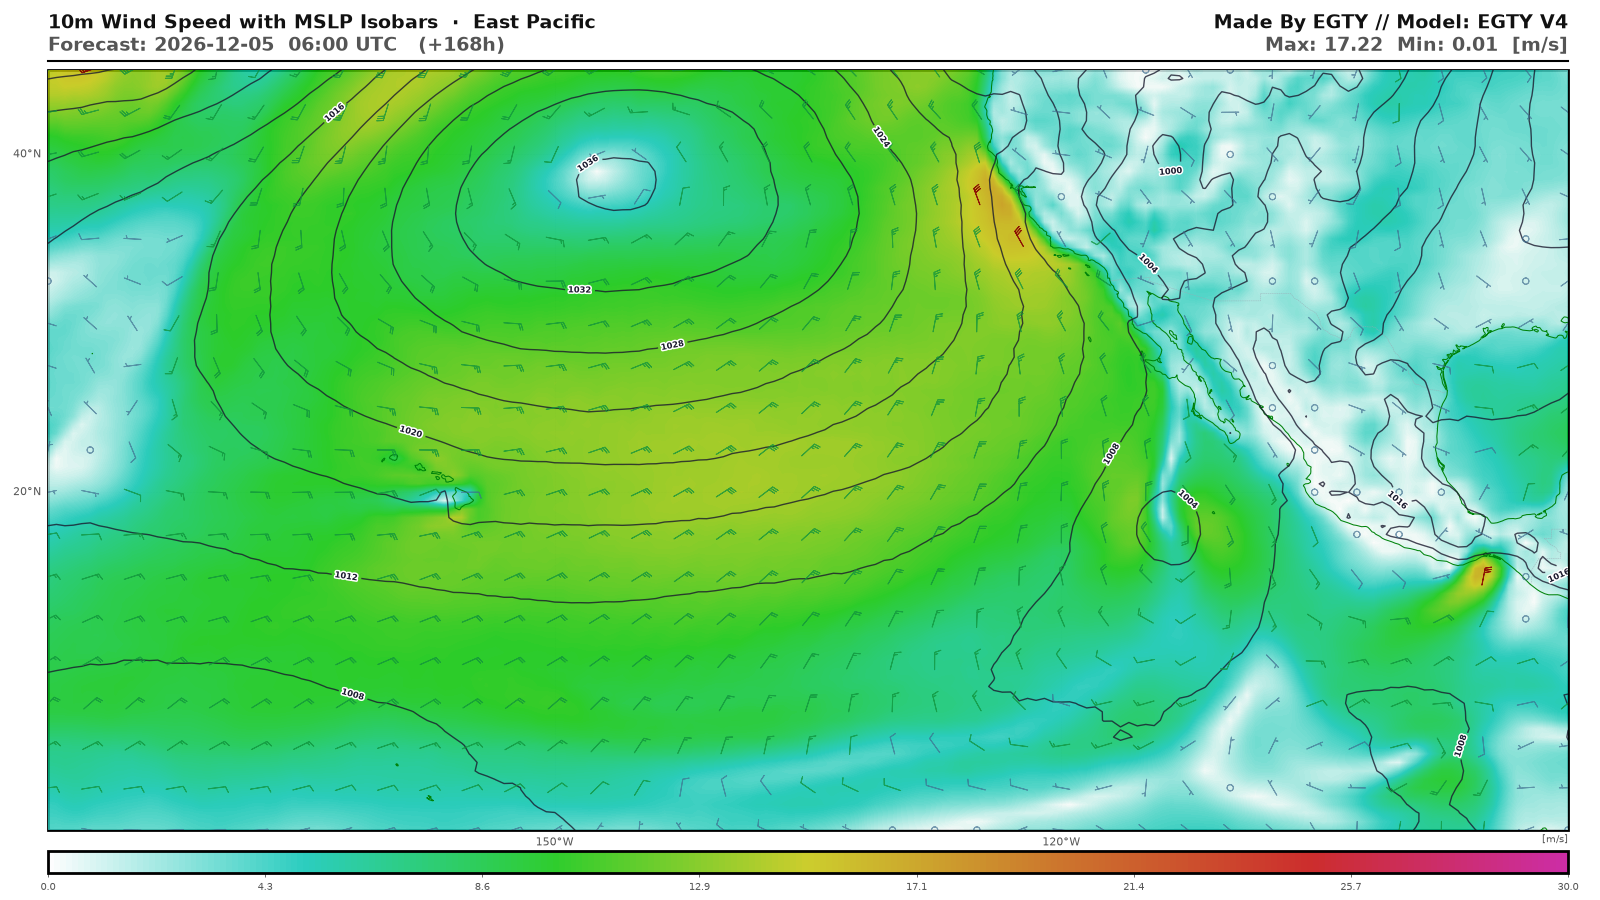 10m Wind Speed with MSLP Isobars · East Pacific
Made By EGTY // Model: EGTY V4
Forecast: 2026-12-05 06:00 UTC (+168h)
Max: 17.22 Min: 0.01 [m/s]
1016
1024
40°N
1036
1000
1004
1032
1028
1020
1008
20°N
1004
1016
1012
1016
1008
1008
150°W
120°W
[m/s]
0.0
4.3
8.6
12.9
17.1
21.4
25.7
30.0